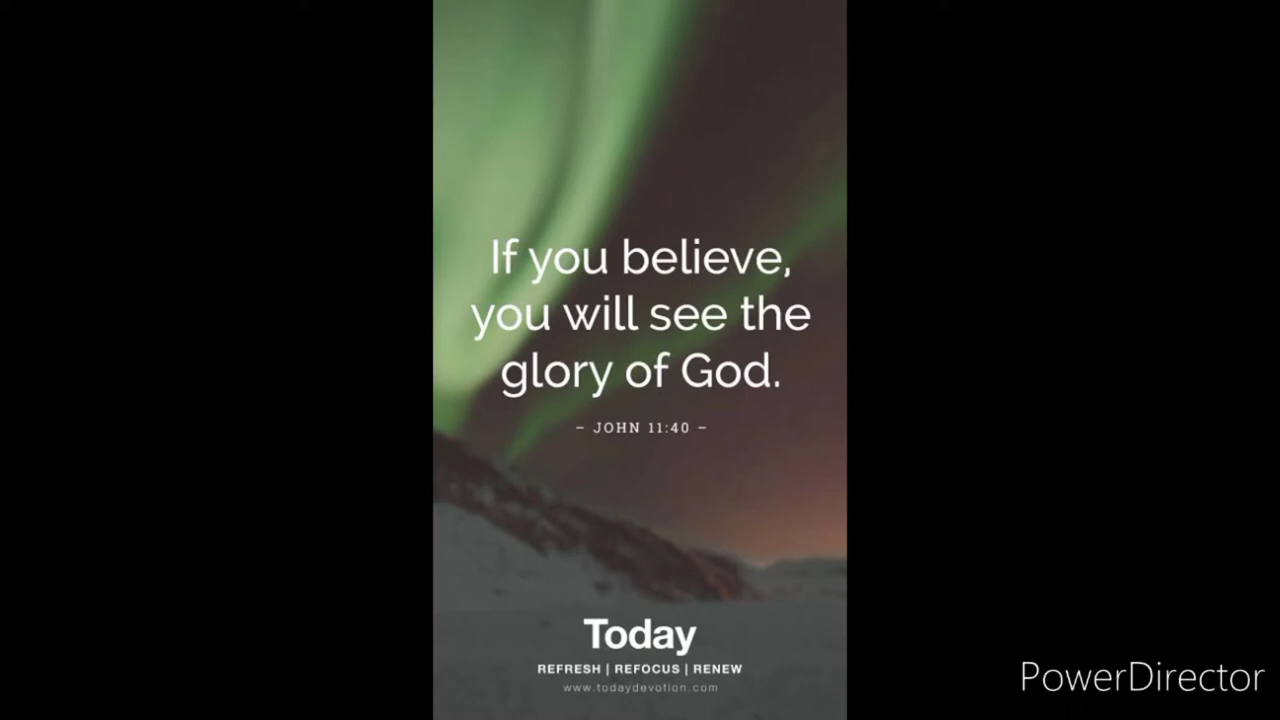 If you believe,
you will see the
glory of God.
– JOHN 11:40 –
Today
REFRESH | REFOCUS | RENEW
www.todaydevotion.com
PowerDirector